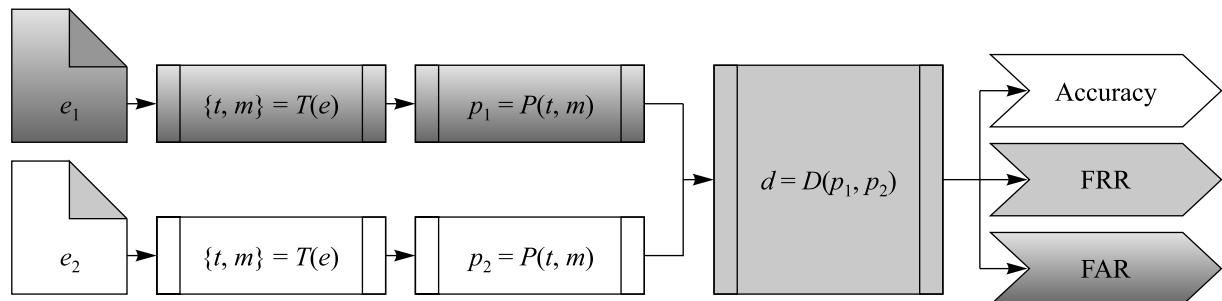 e₁
{t, m} = T(e)
p₁ = P(t, m)
e₂
{t, m} = T(e)
p₂ = P(t, m)
d = D(p₁, p₂)
Accuracy
FRR
FAR